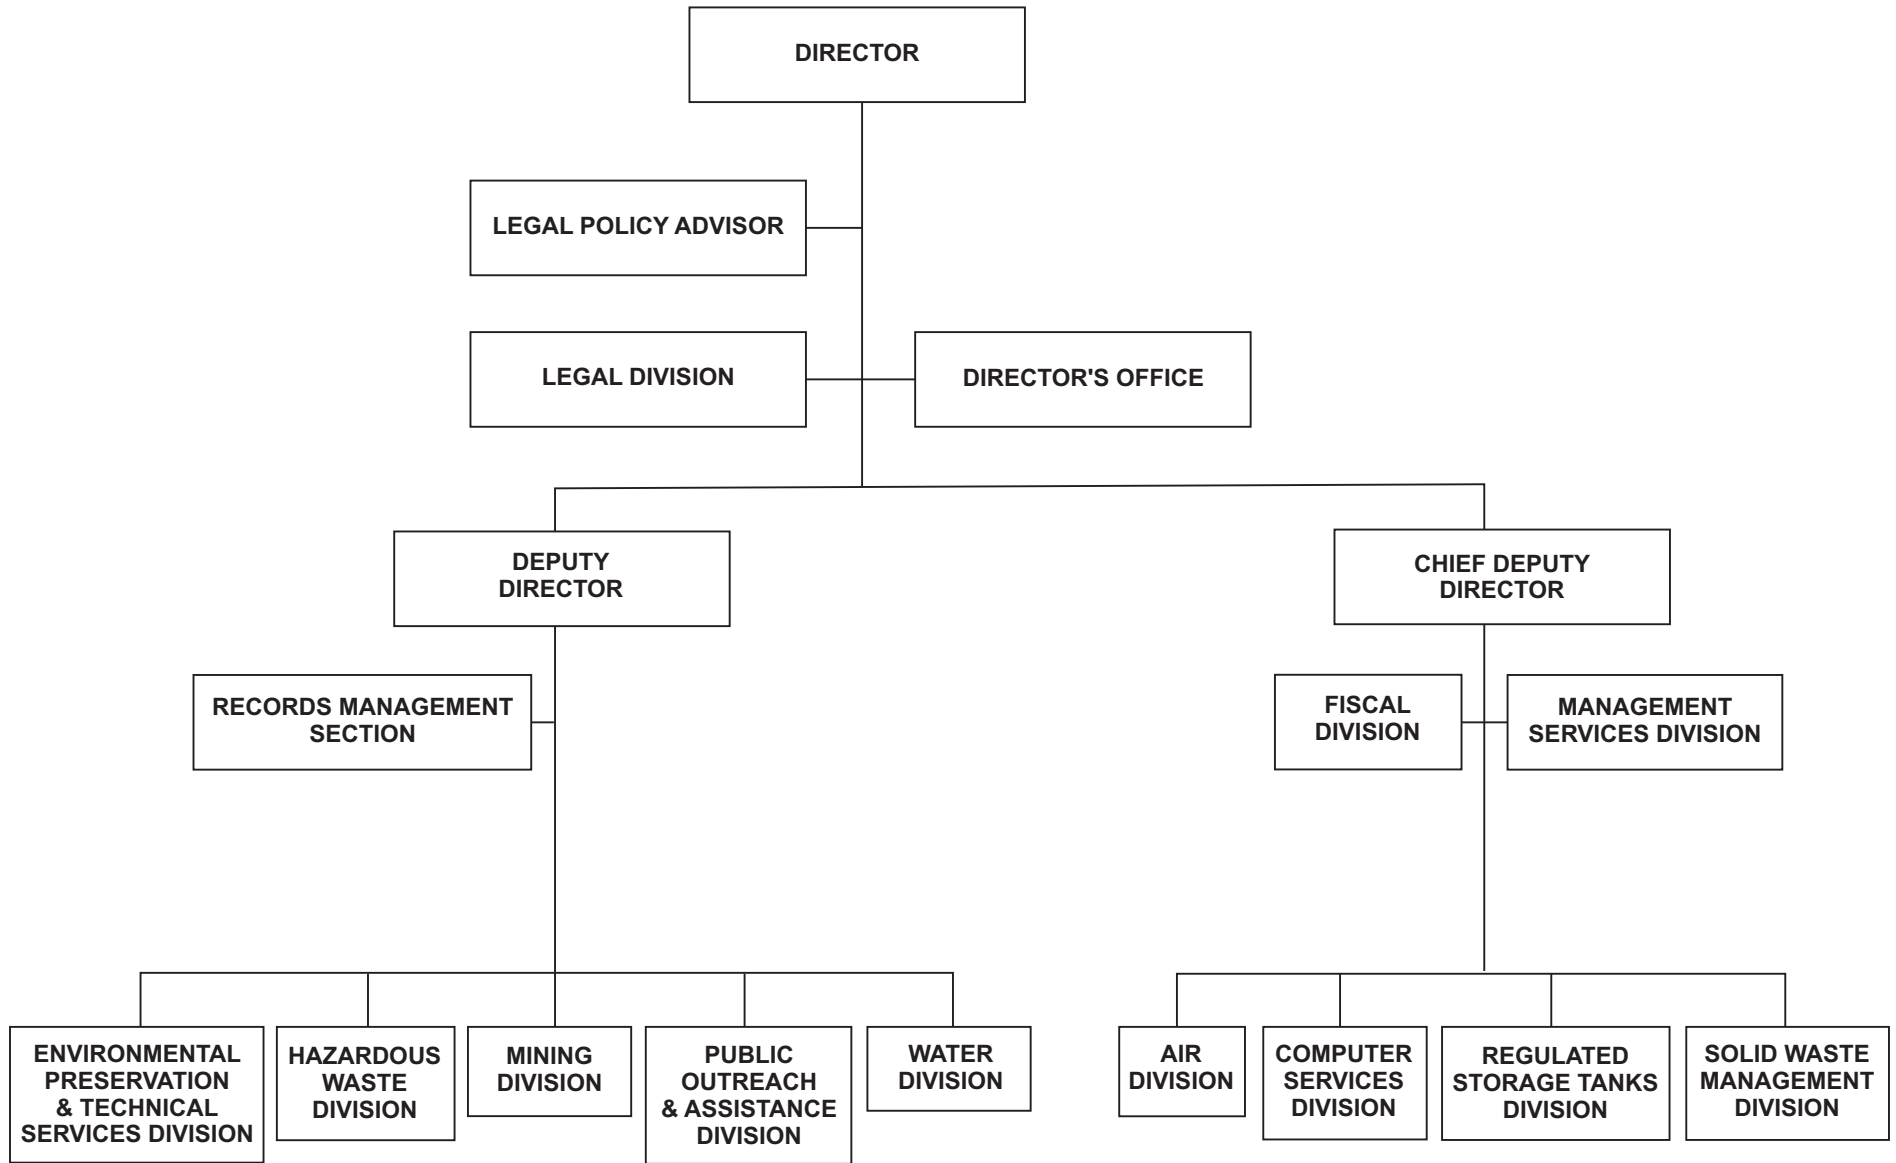 DIRECTOR
LEGAL POLICY ADVISOR
LEGAL DIVISION
DIRECTOR'S OFFICE
DEPUTY
DIRECTOR
CHIEF DEPUTY
DIRECTOR
RECORDS MANAGEMENT
SECTION
FISCAL
DIVISION
MANAGEMENT
SERVICES DIVISION
ENVIRONMENTAL
PRESERVATION
& TECHNICAL
SERVICES DIVISION
HAZARDOUS
WASTE
DIVISION
MINING
DIVISION
PUBLIC
OUTREACH
& ASSISTANCE
DIVISION
WATER
DIVISION
AIR
DIVISION
COMPUTER
SERVICES
DIVISION
REGULATED
STORAGE TANKS
DIVISION
SOLID WASTE
MANAGEMENT
DIVISION